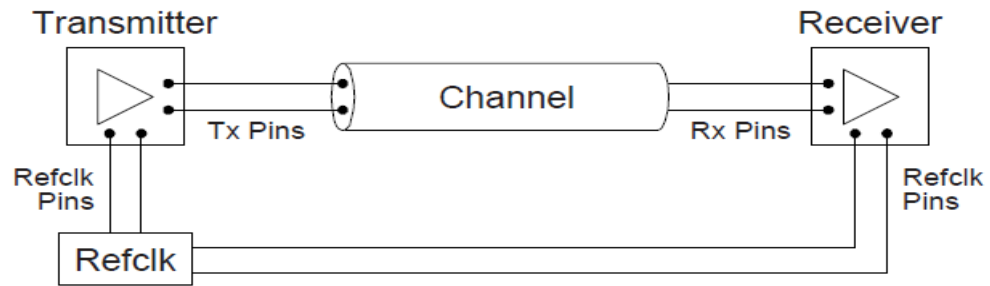 Transmitter
Receiver
Channel
Tx Pins
Rx Pins
Refclk
Pins
Refclk
Pins
Refclk